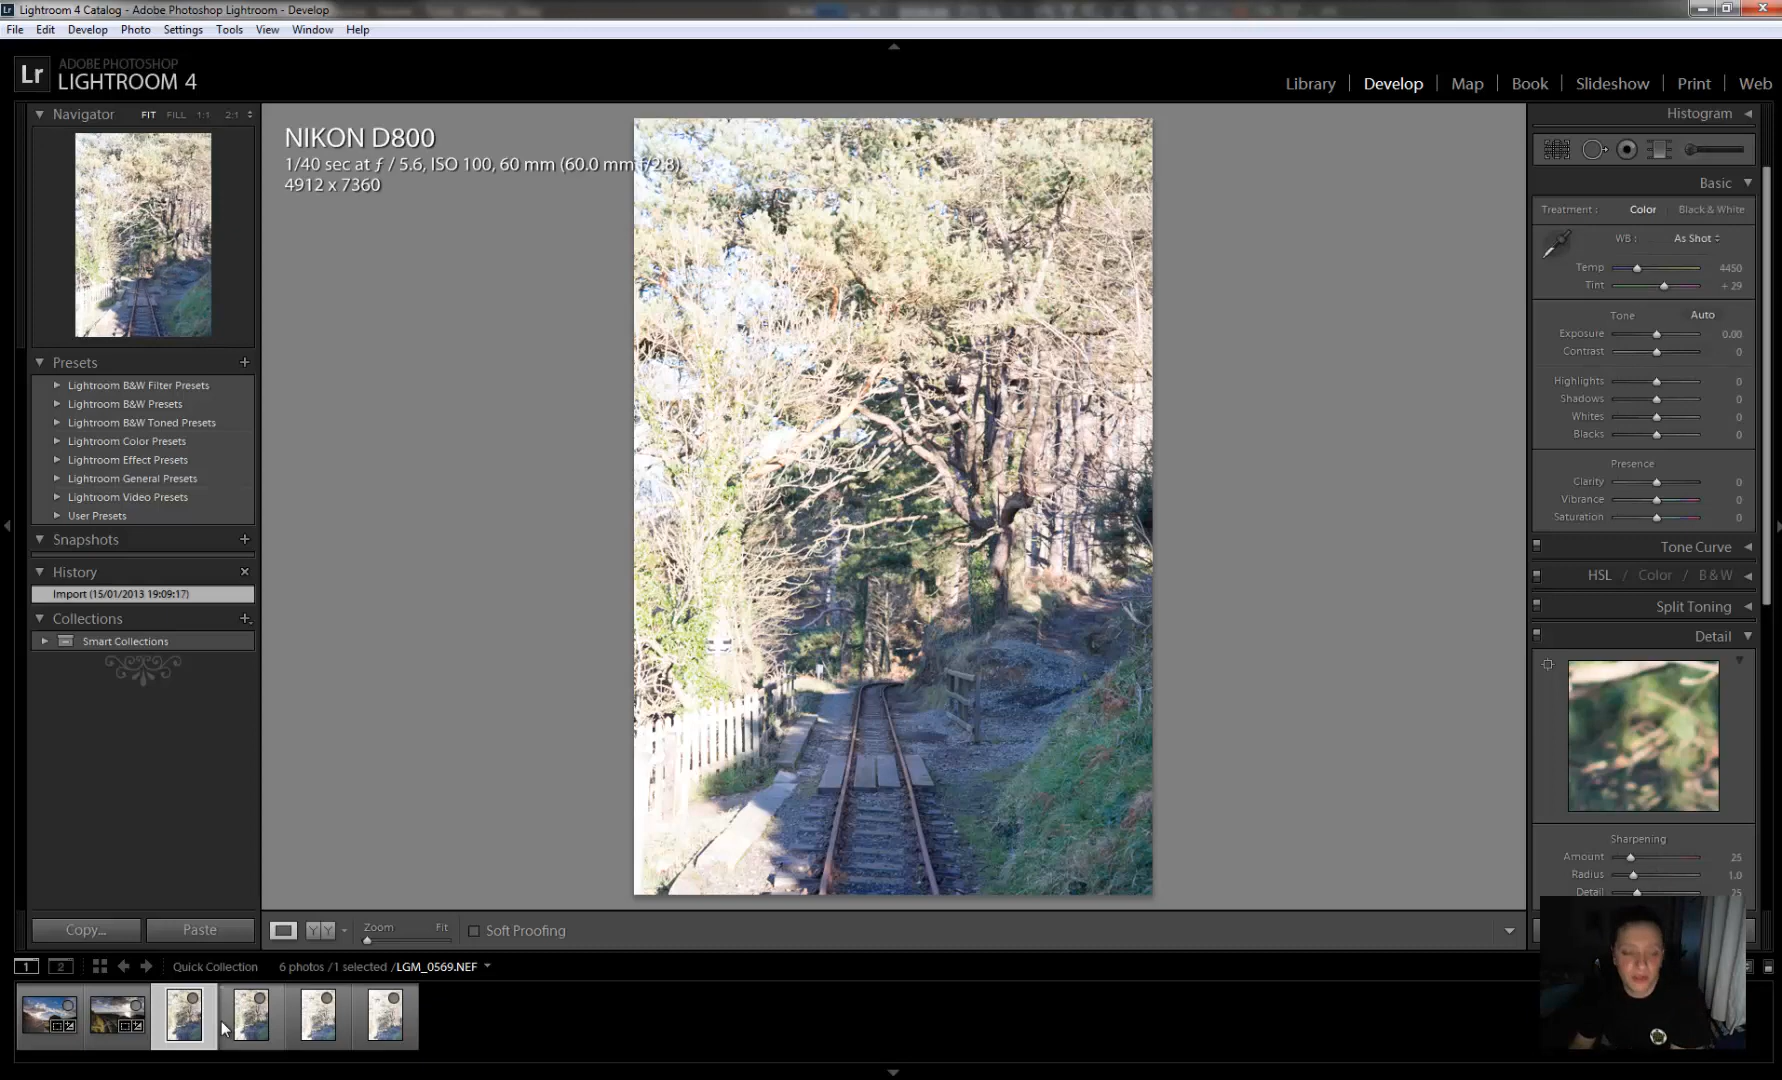 Lightroom 4 Catalog - Adobe Photoshop Lightroom - Develop
File Edit Develop Photo Settings Tools View Window Help
Lr ADOBE PHOTOSHOP
LIGHTROOM 4
Library Develop Map Book Slideshow Print Web
Navigator FIT FILL 1:1 2:1
NIKON D800
1/40 sec at ƒ / 5.6, ISO 100, 60 mm (60.0 mm f/2.8)
4912 x 7360
Presets
Lightroom B&W Filter Presets
Lightroom B&W Presets
Lightroom B&W Toned Presets
Lightroom Color Presets
Lightroom Effect Presets
Lightroom General Presets
Lightroom Video Presets
User Presets
Snapshots
History
Import (15/01/2013 19:09:17)
Collections
Smart Collections
Copy... Paste
Histogram
Basic
Treatment : Color Black & White
WB : As Shot
Temp 4450
Tint + 29
Tone Auto
Exposure 0.00
Contrast 0
Highlights 0
Shadows 0
Whites 0
Blacks 0
Presence
Clarity 0
Vibrance 0
Saturation 0
Tone Curve
HSL / Color / B & W
Split Toning
Detail
Sharpening
Amount 25
Radius 1.0
Detail 25
Y Y Zoom Fit Soft Proofing
1 2 Quick Collection 6 photos / 1 selected / LGM_0569.NEF